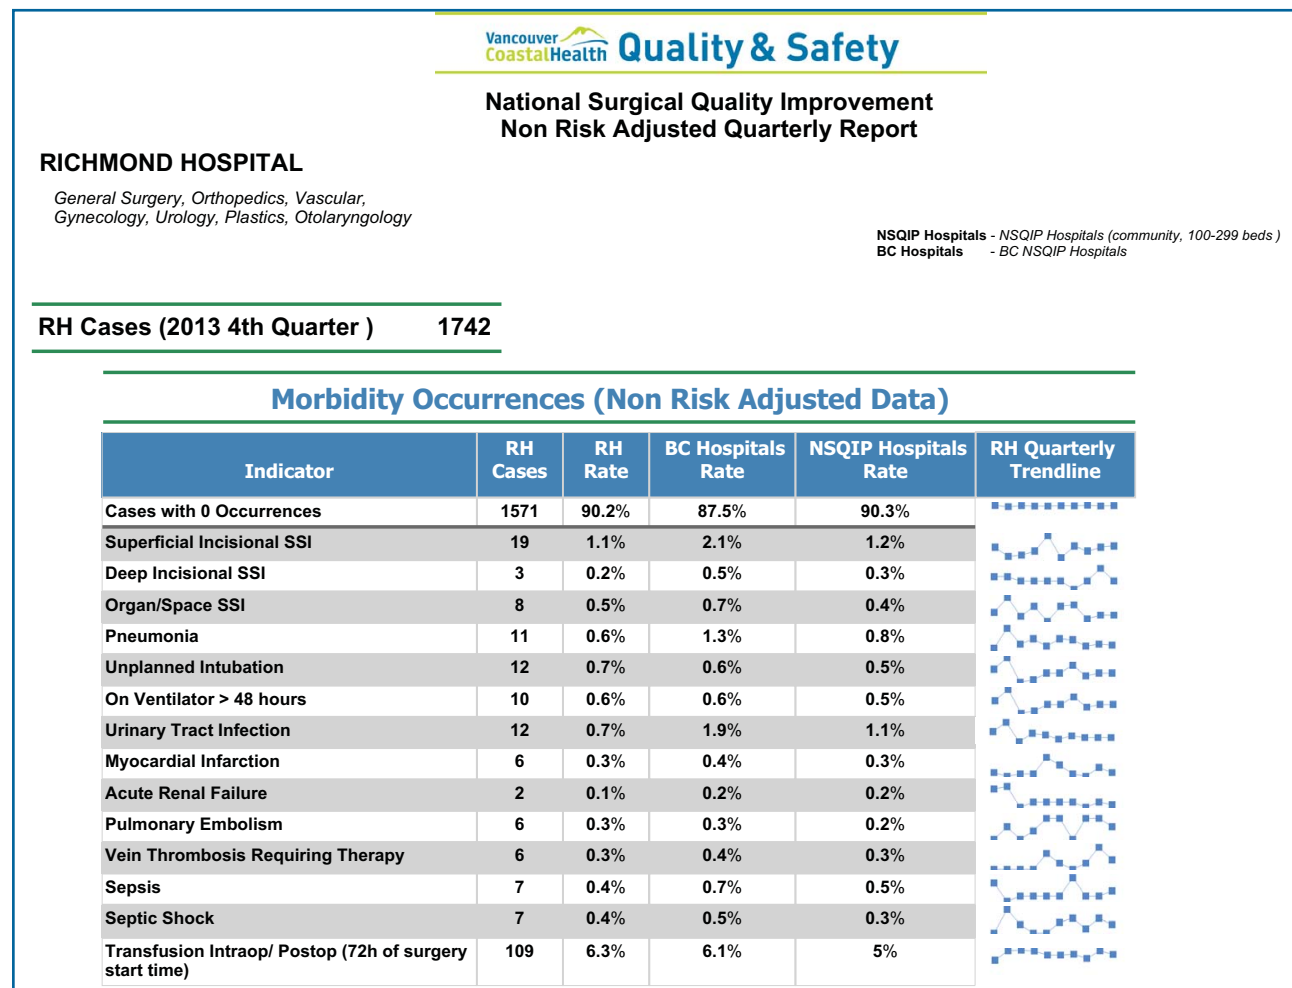 Vancouver
CoastalHealth Quality & Safety
National Surgical Quality Improvement
Non Risk Adjusted Quarterly Report
RICHMOND HOSPITAL
General Surgery, Orthopedics, Vascular,
Gynecology, Urology, Plastics, Otolaryngology
NSQIP Hospitals - NSQIP Hospitals (community, 100-299 beds )
BC Hospitals - BC NSQIP Hospitals
RH Cases (2013 4th Quarter ) 1742
Morbidity Occurrences (Non Risk Adjusted Data)
Indicator RH Cases RH Rate BC Hospitals Rate NSQIP Hospitals Rate RH Quarterly Trendline
Cases with 0 Occurrences 1571 90.2% 87.5% 90.3%
Superficial Incisional SSI 19 1.1% 2.1% 1.2%
Deep Incisional SSI 3 0.2% 0.5% 0.3%
Organ/Space SSI 8 0.5% 0.7% 0.4%
Pneumonia 11 0.6% 1.3% 0.8%
Unplanned Intubation 12 0.7% 0.6% 0.5%
On Ventilator > 48 hours 10 0.6% 0.6% 0.5%
Urinary Tract Infection 12 0.7% 1.9% 1.1%
Myocardial Infarction 6 0.3% 0.4% 0.3%
Acute Renal Failure 2 0.1% 0.2% 0.2%
Pulmonary Embolism 6 0.3% 0.3% 0.2%
Vein Thrombosis Requiring Therapy 6 0.3% 0.4% 0.3%
Sepsis 7 0.4% 0.7% 0.5%
Septic Shock 7 0.4% 0.5% 0.3%
Transfusion Intraop/ Postop (72h of surgery 109 6.3% 6.1% 5%
start time)